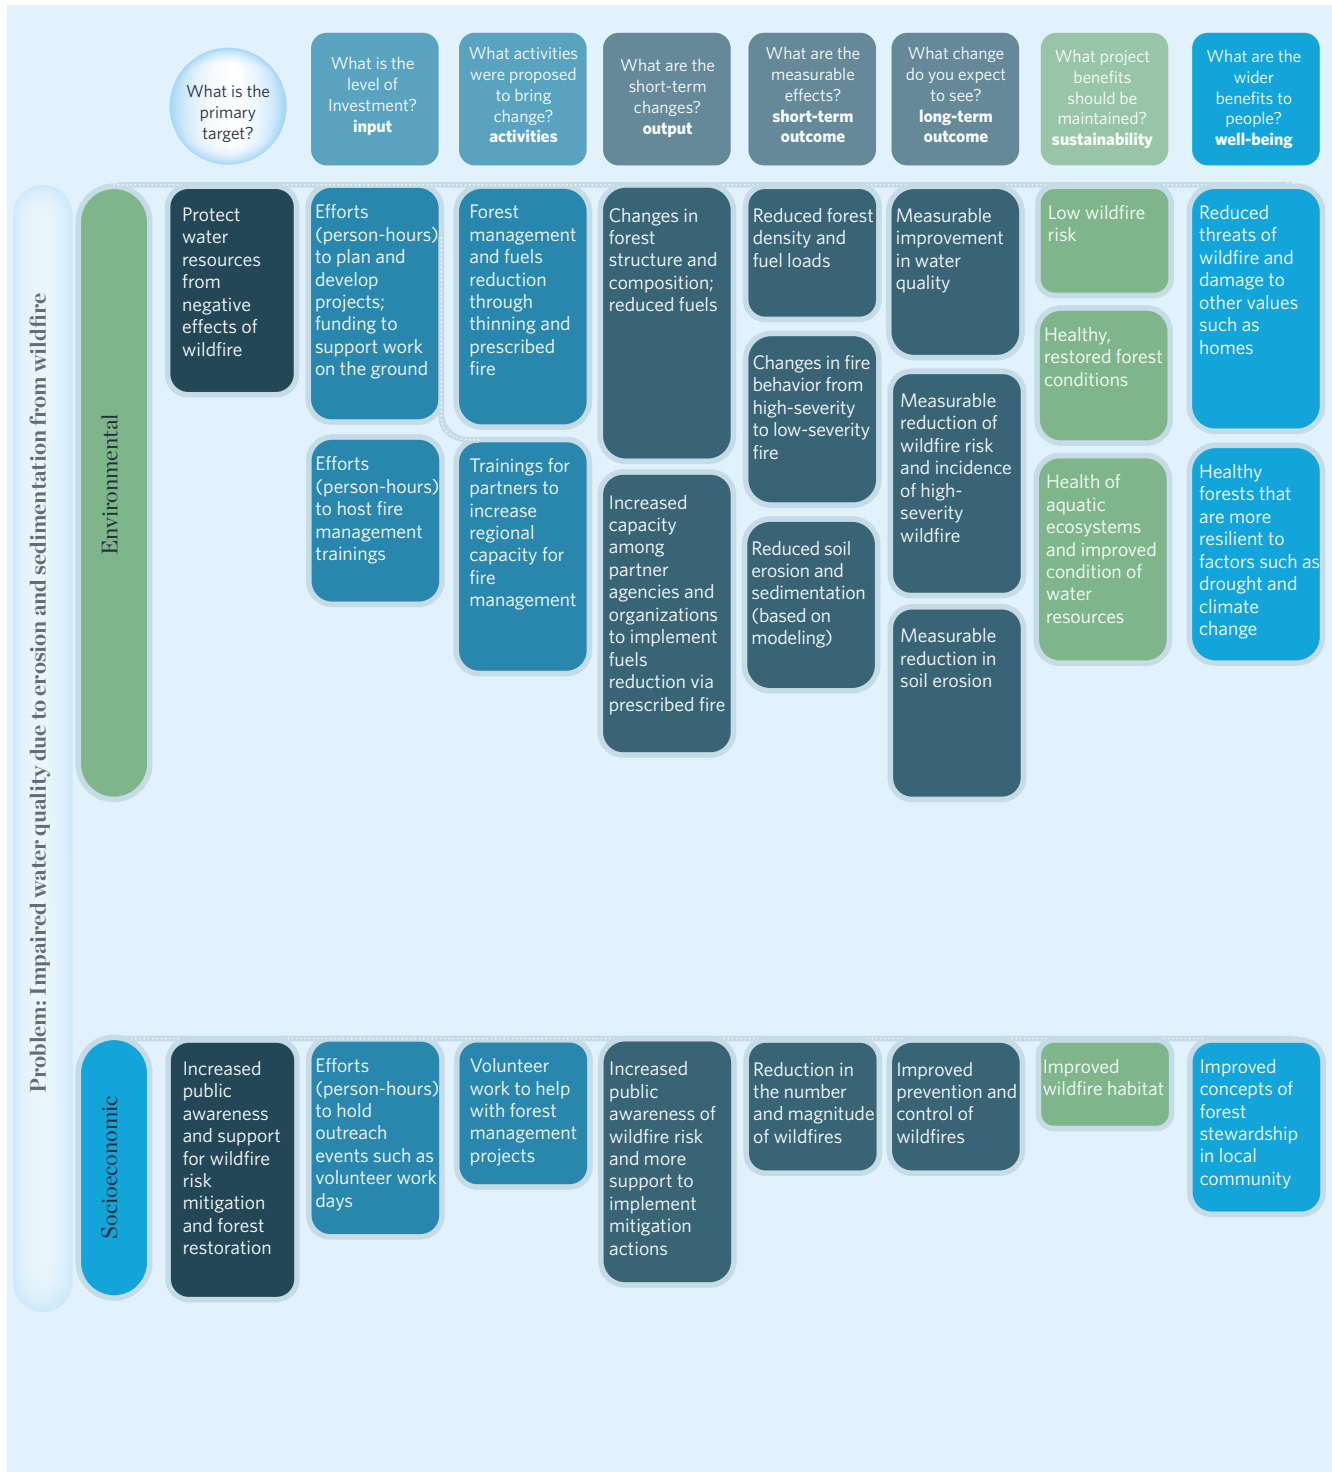 What is the
primary
target?
What is the
level of
Investment?
input
What activities
were proposed
to bring
change?
activities
What are the
short-term
changes?
output
What are the
measurable
effects?
short-term
outcome
What change
do you expect
to see?
long-term
outcome
What project
benefits
should be
maintained?
sustainability
What are the
wider
benefits to
people?
well-being
Problem: Impaired water quality due to erosion and sedimentation from wildfire
Environmental
Protect
water
resources
from
negative
effects of
wildfire
Efforts
(person-hours)
to plan and
develop
projects;
funding to
support work
on the ground
Efforts
(person-hours)
to host fire
management
trainings
Forest
management
and fuels
reduction
through
thinning and
prescribed
fire
Trainings for
partners to
increase
regional
capacity for
fire
management
Changes in
forest
structure and
composition;
reduced fuels
Increased
capacity
among
partner
agencies and
organizations
to implement
fuels
reduction via
prescribed fire
Reduced forest
density and
fuel loads
Changes in fire
behavior from
high-severity
to low-severity
fire
Reduced soil
erosion and
sedimentation
(based on
modeling)
Measurable
improvement
in water
quality
Measurable
reduction of
wildfire risk
and incidence
of high-
severity
wildfire
Measurable
reduction in
soil erosion
Low wildfire
risk
Healthy,
restored forest
conditions
Health of
aquatic
ecosystems
and improved
condition of
water
resources
Reduced
threats of
wildfire and
damage to
other values
such as
homes
Healthy
forests that
are more
resilient to
factors such as
drought and
climate
change
Socioeconomic
Increased
public
awareness
and support
for wildfire
risk
mitigation
and forest
restoration
Efforts
(person-hours)
to hold
outreach
events such as
volunteer work
days
Volunteer
work to help
with forest
management
projects
Increased
public
awareness of
wildfire risk
and more
support to
implement
mitigation
actions
Reduction in
the number
and magnitude
of wildfires
Improved
prevention and
control of
wildfires
Improved
wildfire habitat
Improved
concepts of
forest
stewardship
in local
community